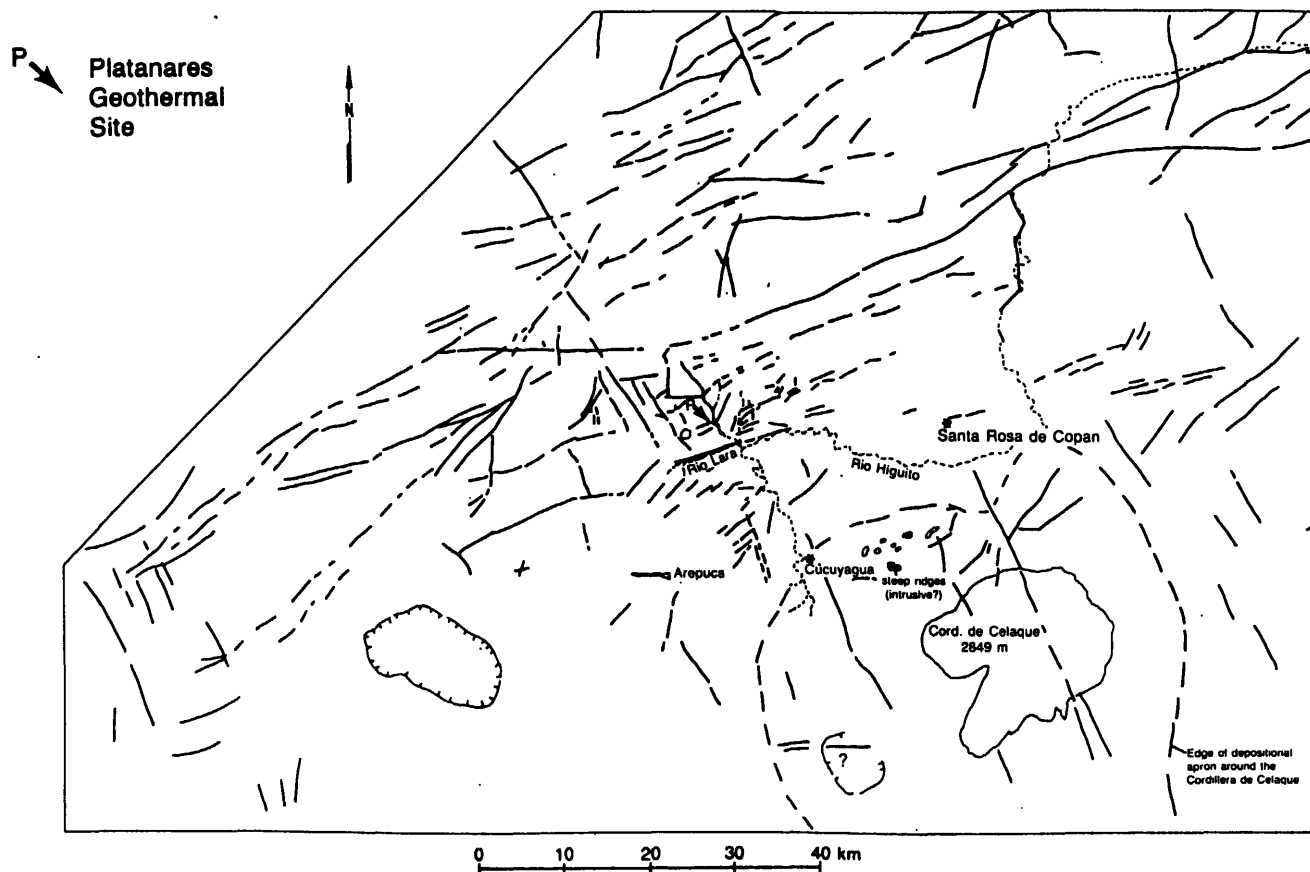 P
Platanares
Geothermal
Site
N
P
Santa Rosa de Copan
Rio Lara
Rio Higuito
Arepuca
Cucuyagua
steep ridges
(intrusive?)
Cord. de Celaque
2849 m
?
Edge of depositional
apron around the
Cordillera de Celaque
0 10 20 30 40 km